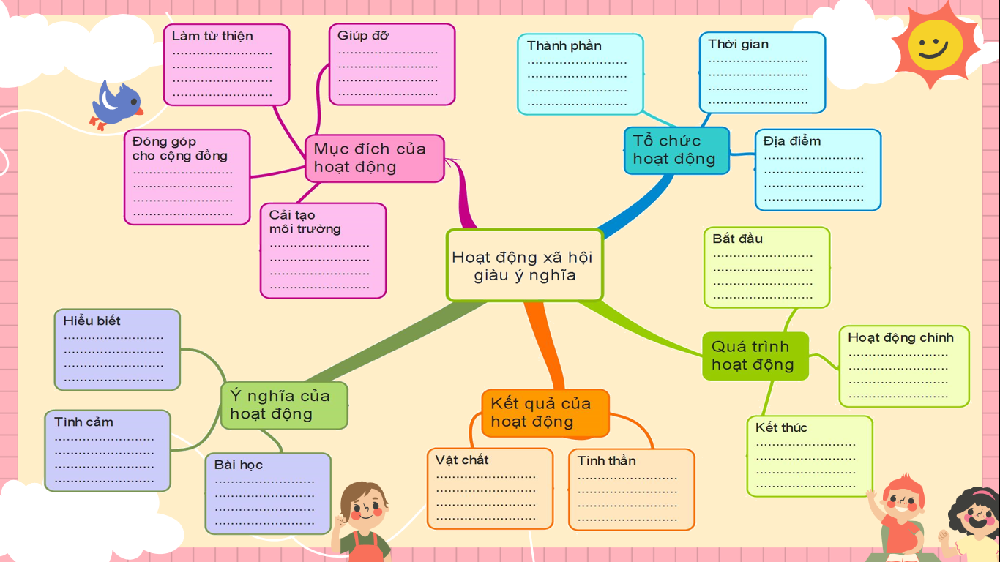 Làm từ thiện
.................................
.................................
.................................
.................................
Giúp đỡ
.................................
.................................
.................................
.................................
Đóng góp
cho cộng đồng
.................................
.................................
.................................
.................................
Cải tạo
môi trường
.................................
.................................
.................................
.................................
Mục đích của
hoạt động
Thành phần
.................................
.................................
.................................
.................................
Thời gian
.................................
.................................
.................................
.................................
Địa điểm
.................................
.................................
.................................
.................................
Tổ chức
hoạt động
Hoạt động xã hội
giàu ý nghĩa
Bắt đầu
.................................
.................................
.................................
.................................
Hoạt động chính
.................................
.................................
.................................
.................................
Kết thúc
.................................
.................................
.................................
.................................
Quá trình
hoạt động
Hiểu biết
.................................
.................................
.................................
.................................
Tình cảm
.................................
.................................
.................................
.................................
Bài học
.................................
.................................
.................................
.................................
Ý nghĩa của
hoạt động
Kết quả của
hoạt động
Vật chất
.................................
.................................
.................................
.................................
Tinh thần
.................................
.................................
.................................
.................................